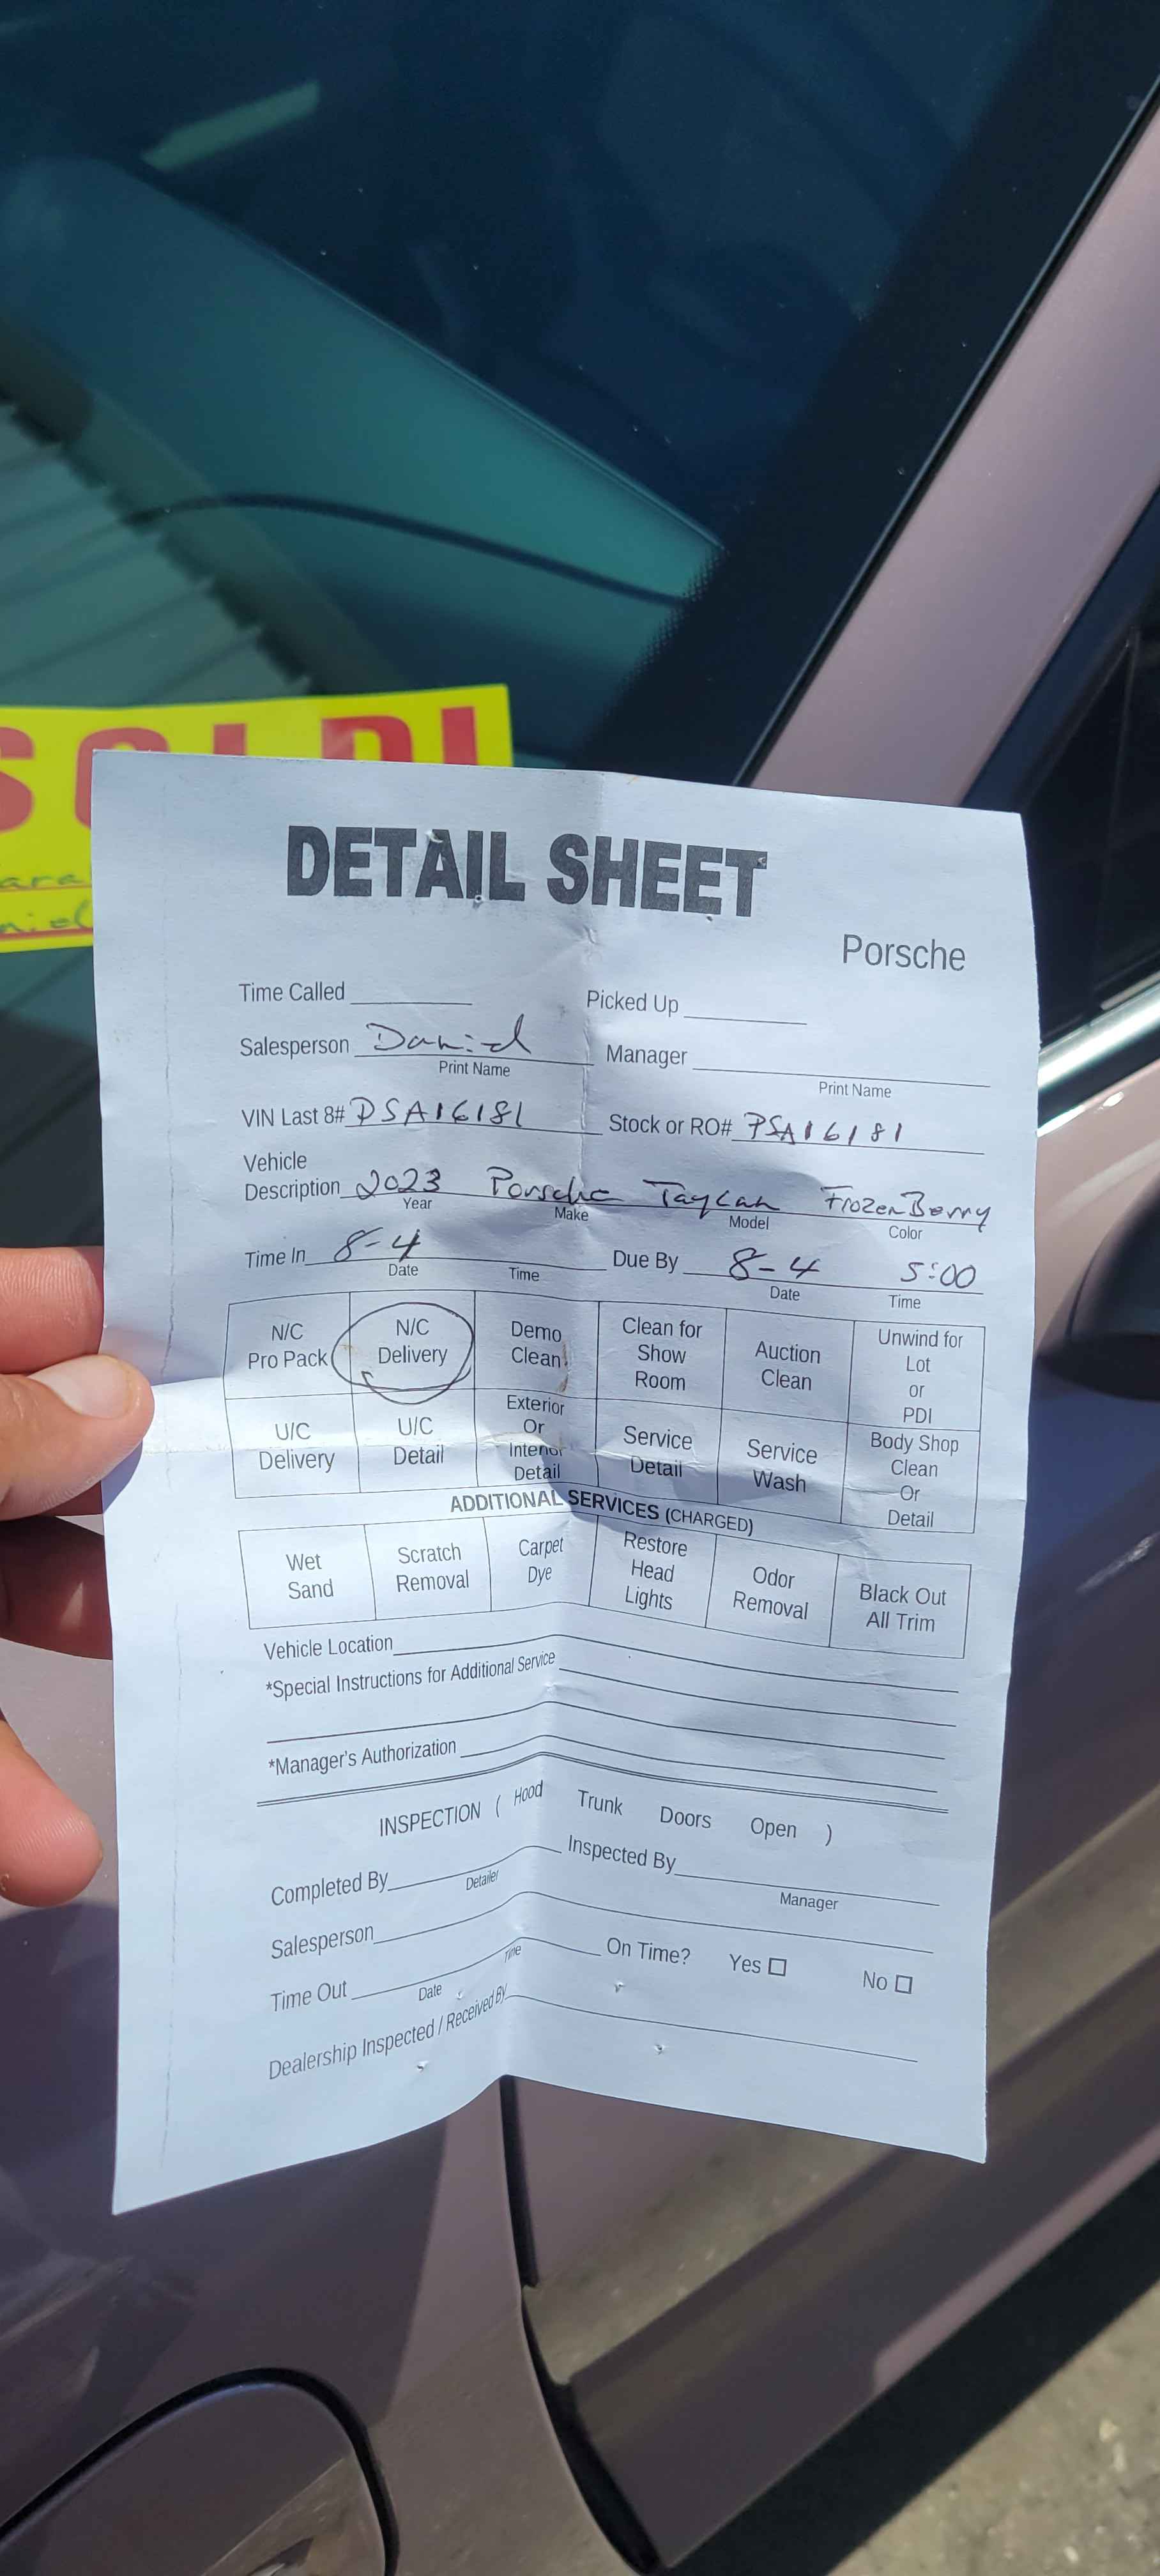 SOLD!
DETAIL SHEET
Porsche
Time Called Picked Up
Salesperson Daniel Manager
Print Name Print Name
VIN Last 8# PSA16181 Stock or RO# PSA16181
Vehicle
Description 2023 Porsche Taycan FrozenBerry
Year Make Model Color
Time In 8-4 Due By 8-4 5:00
Date Time Date Time
N/C Pro Pack
N/C Delivery
Demo Clean
Clean for Show Room
Auction Clean
Unwind for Lot or PDI
U/C Delivery
U/C Detail
Exterior Or Interior Detail
Service Detail
Service Wash
Body Shop Clean Or Detail
ADDITIONAL SERVICES (CHARGED)
Wet Sand
Scratch Removal
Carpet Dye
Restore Head Lights
Odor Removal
Black Out All Trim
Vehicle Location
*Special Instructions for Additional Service
*Manager's Authorization
INSPECTION ( Hood Trunk Doors Open )
Completed By Inspected By
Detailer Manager
Salesperson
Time Out On Time? Yes No
Date Time
Dealership Inspected / Received By